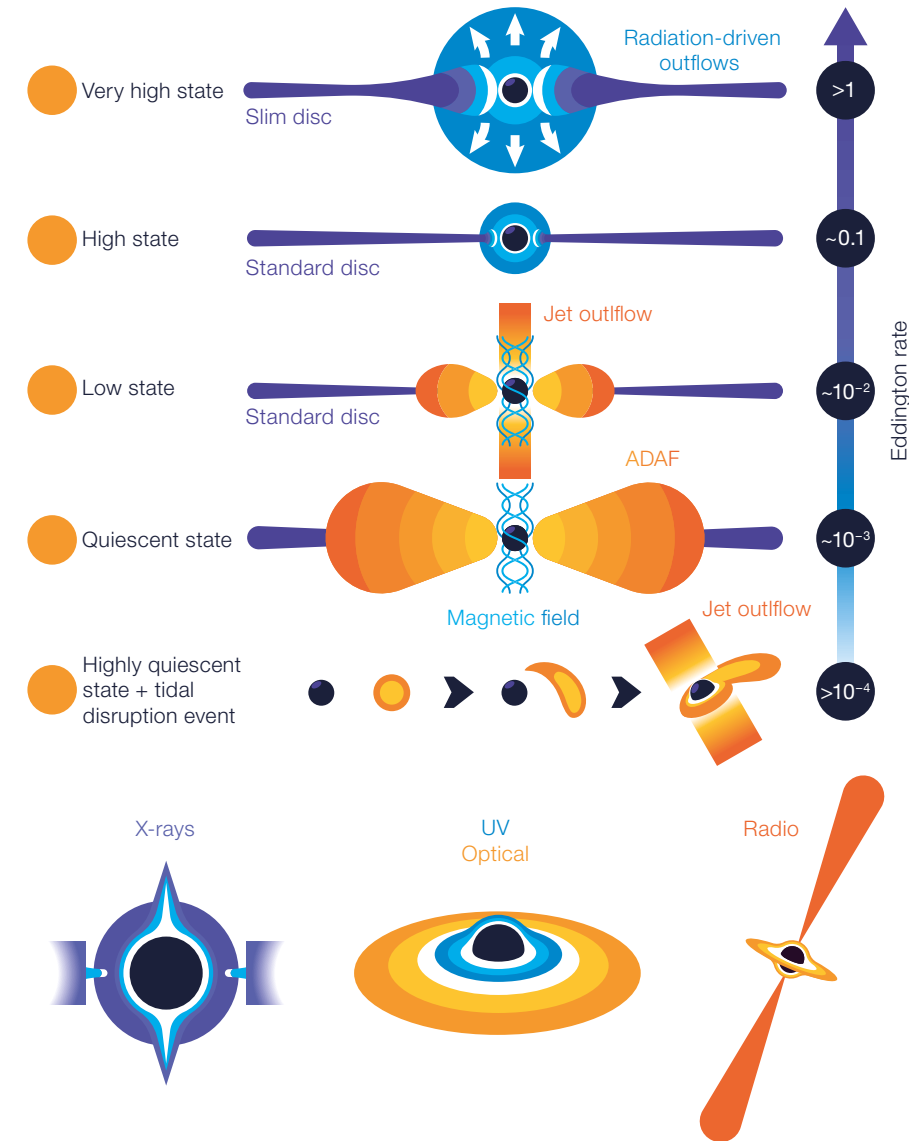 Radiation-driven
outflows
Very high state
>1
Slim disc
High state
~0.1
Standard disc
Jet outlflow
Low state
~10⁻²
Standard disc
Eddington rate
ADAF
Quiescent state
~10⁻³
Magnetic field
Jet outlflow
Highly quiescent
state + tidal
disruption event
>10⁻⁴
X-rays
UV
Optical
Radio